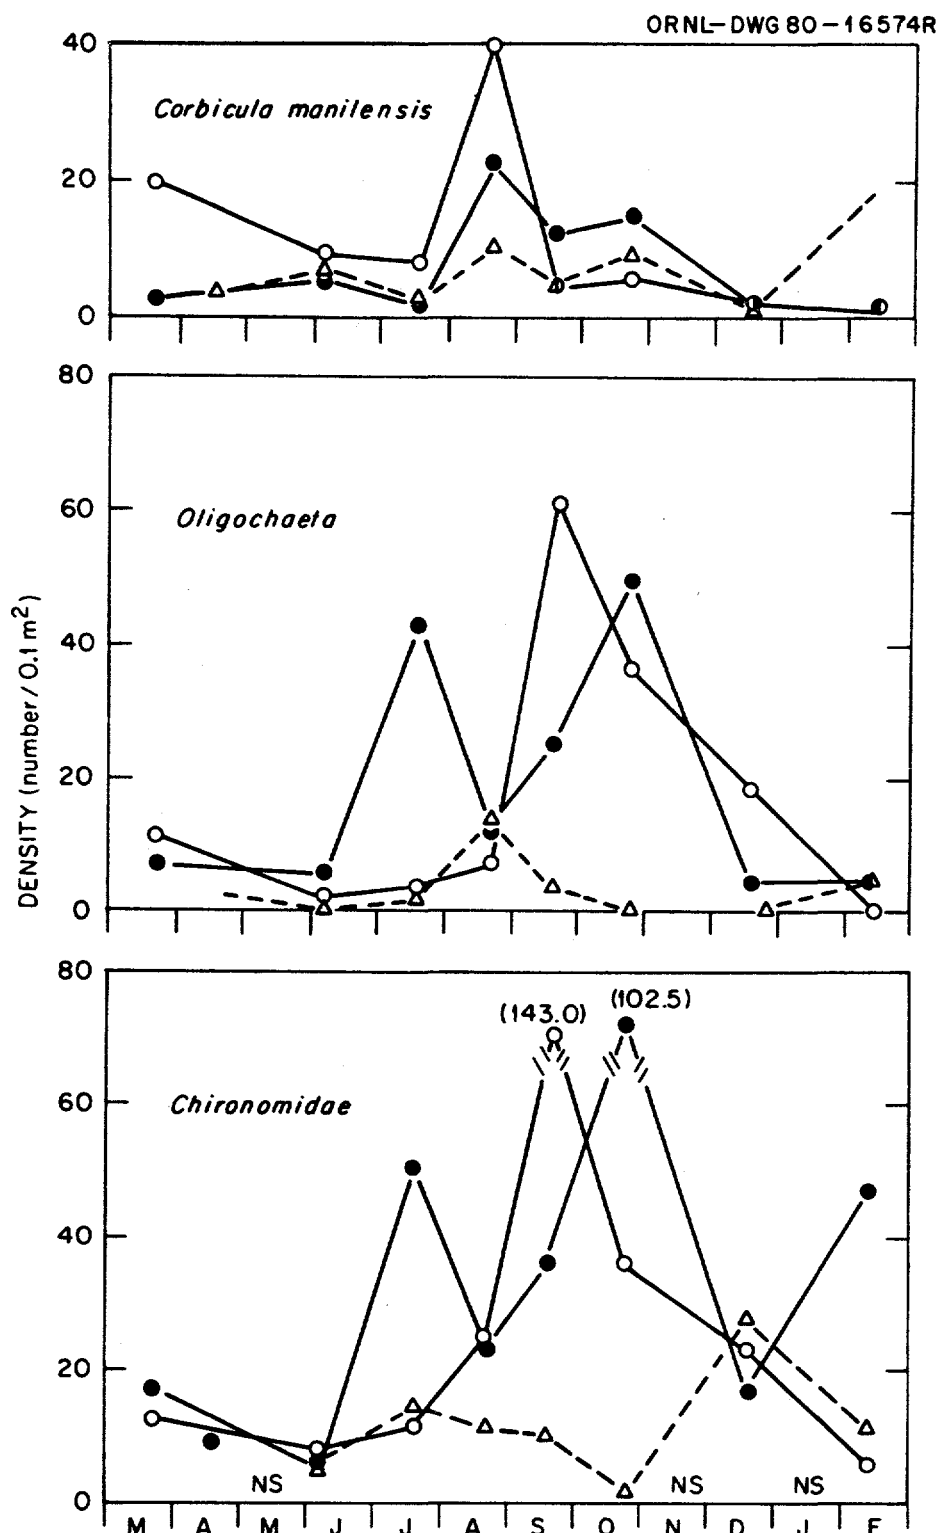 ORNL-DWG 80-16574R
40
Corbicula manilensis
20
0
80
60
Oligochaeta
40
20
0
DENSITY (number / 0.1 m²)
80
(143.0) (102.5)
60
Chironomidae
40
20
NS NS NS
0
M A M J J A S O N D J F